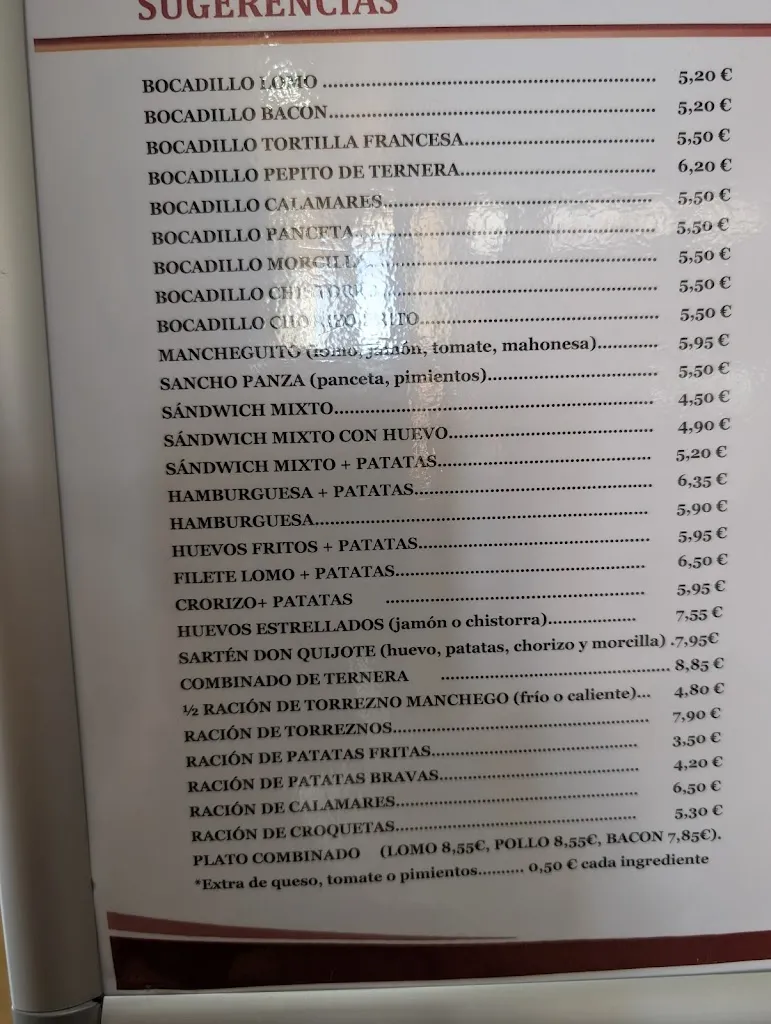 SUGERENCIAS
BOCADILLO LOMO ........ 5,20 €
BOCADILLO BACON........ 5,20 €
BOCADILLO TORTILLA FRANCESA........ 5,50 €
BOCADILLO PEPITO DE TERNERA........ 6,20 €
BOCADILLO CALAMARES........ 5,50 €
BOCADILLO PANCETA........ 5,50 €
BOCADILLO MORCILLA........ 5,50 €
BOCADILLO CHISTORRA........ 5,50 €
BOCADILLO CHORIZO FRITO........ 5,50 €
MANCHEGUITO (lomo, jamón, tomate, mahonesa)........ 5,95 €
SANCHO PANZA (panceta, pimientos)........ 5,50 €
SÁNDWICH MIXTO........ 4,50 €
SÁNDWICH MIXTO CON HUEVO........ 4,90 €
SÁNDWICH MIXTO + PATATAS........ 5,20 €
HAMBURGUESA + PATATAS........ 6,35 €
HAMBURGUESA........ 5,90 €
HUEVOS FRITOS + PATATAS........ 5,95 €
FILETE LOMO + PATATAS........ 6,50 €
CRORIZO+ PATATAS ........ 5,95 €
HUEVOS ESTRELLADOS (jamón o chistorra)........ 7,55 €
SARTÉN DON QUIJOTE (huevo, patatas, chorizo y morcilla) .7,95€
COMBINADO DE TERNERA ........ 8,85 €
½ RACIÓN DE TORREZNO MANCHEGO (frío o caliente)... 4,80 €
RACIÓN DE TORREZNOS........ 7,90 €
RACIÓN DE PATATAS FRITAS........ 3,50 €
RACIÓN DE PATATAS BRAVAS........ 4,20 €
RACIÓN DE CALAMARES........ 6,50 €
RACIÓN DE CROQUETAS........ 5,30 €
PLATO COMBINADO (LOMO 8,55€, POLLO 8,55€, BACON 7,85€).
*Extra de queso, tomate o pimientos.......... 0,50 € cada ingrediente